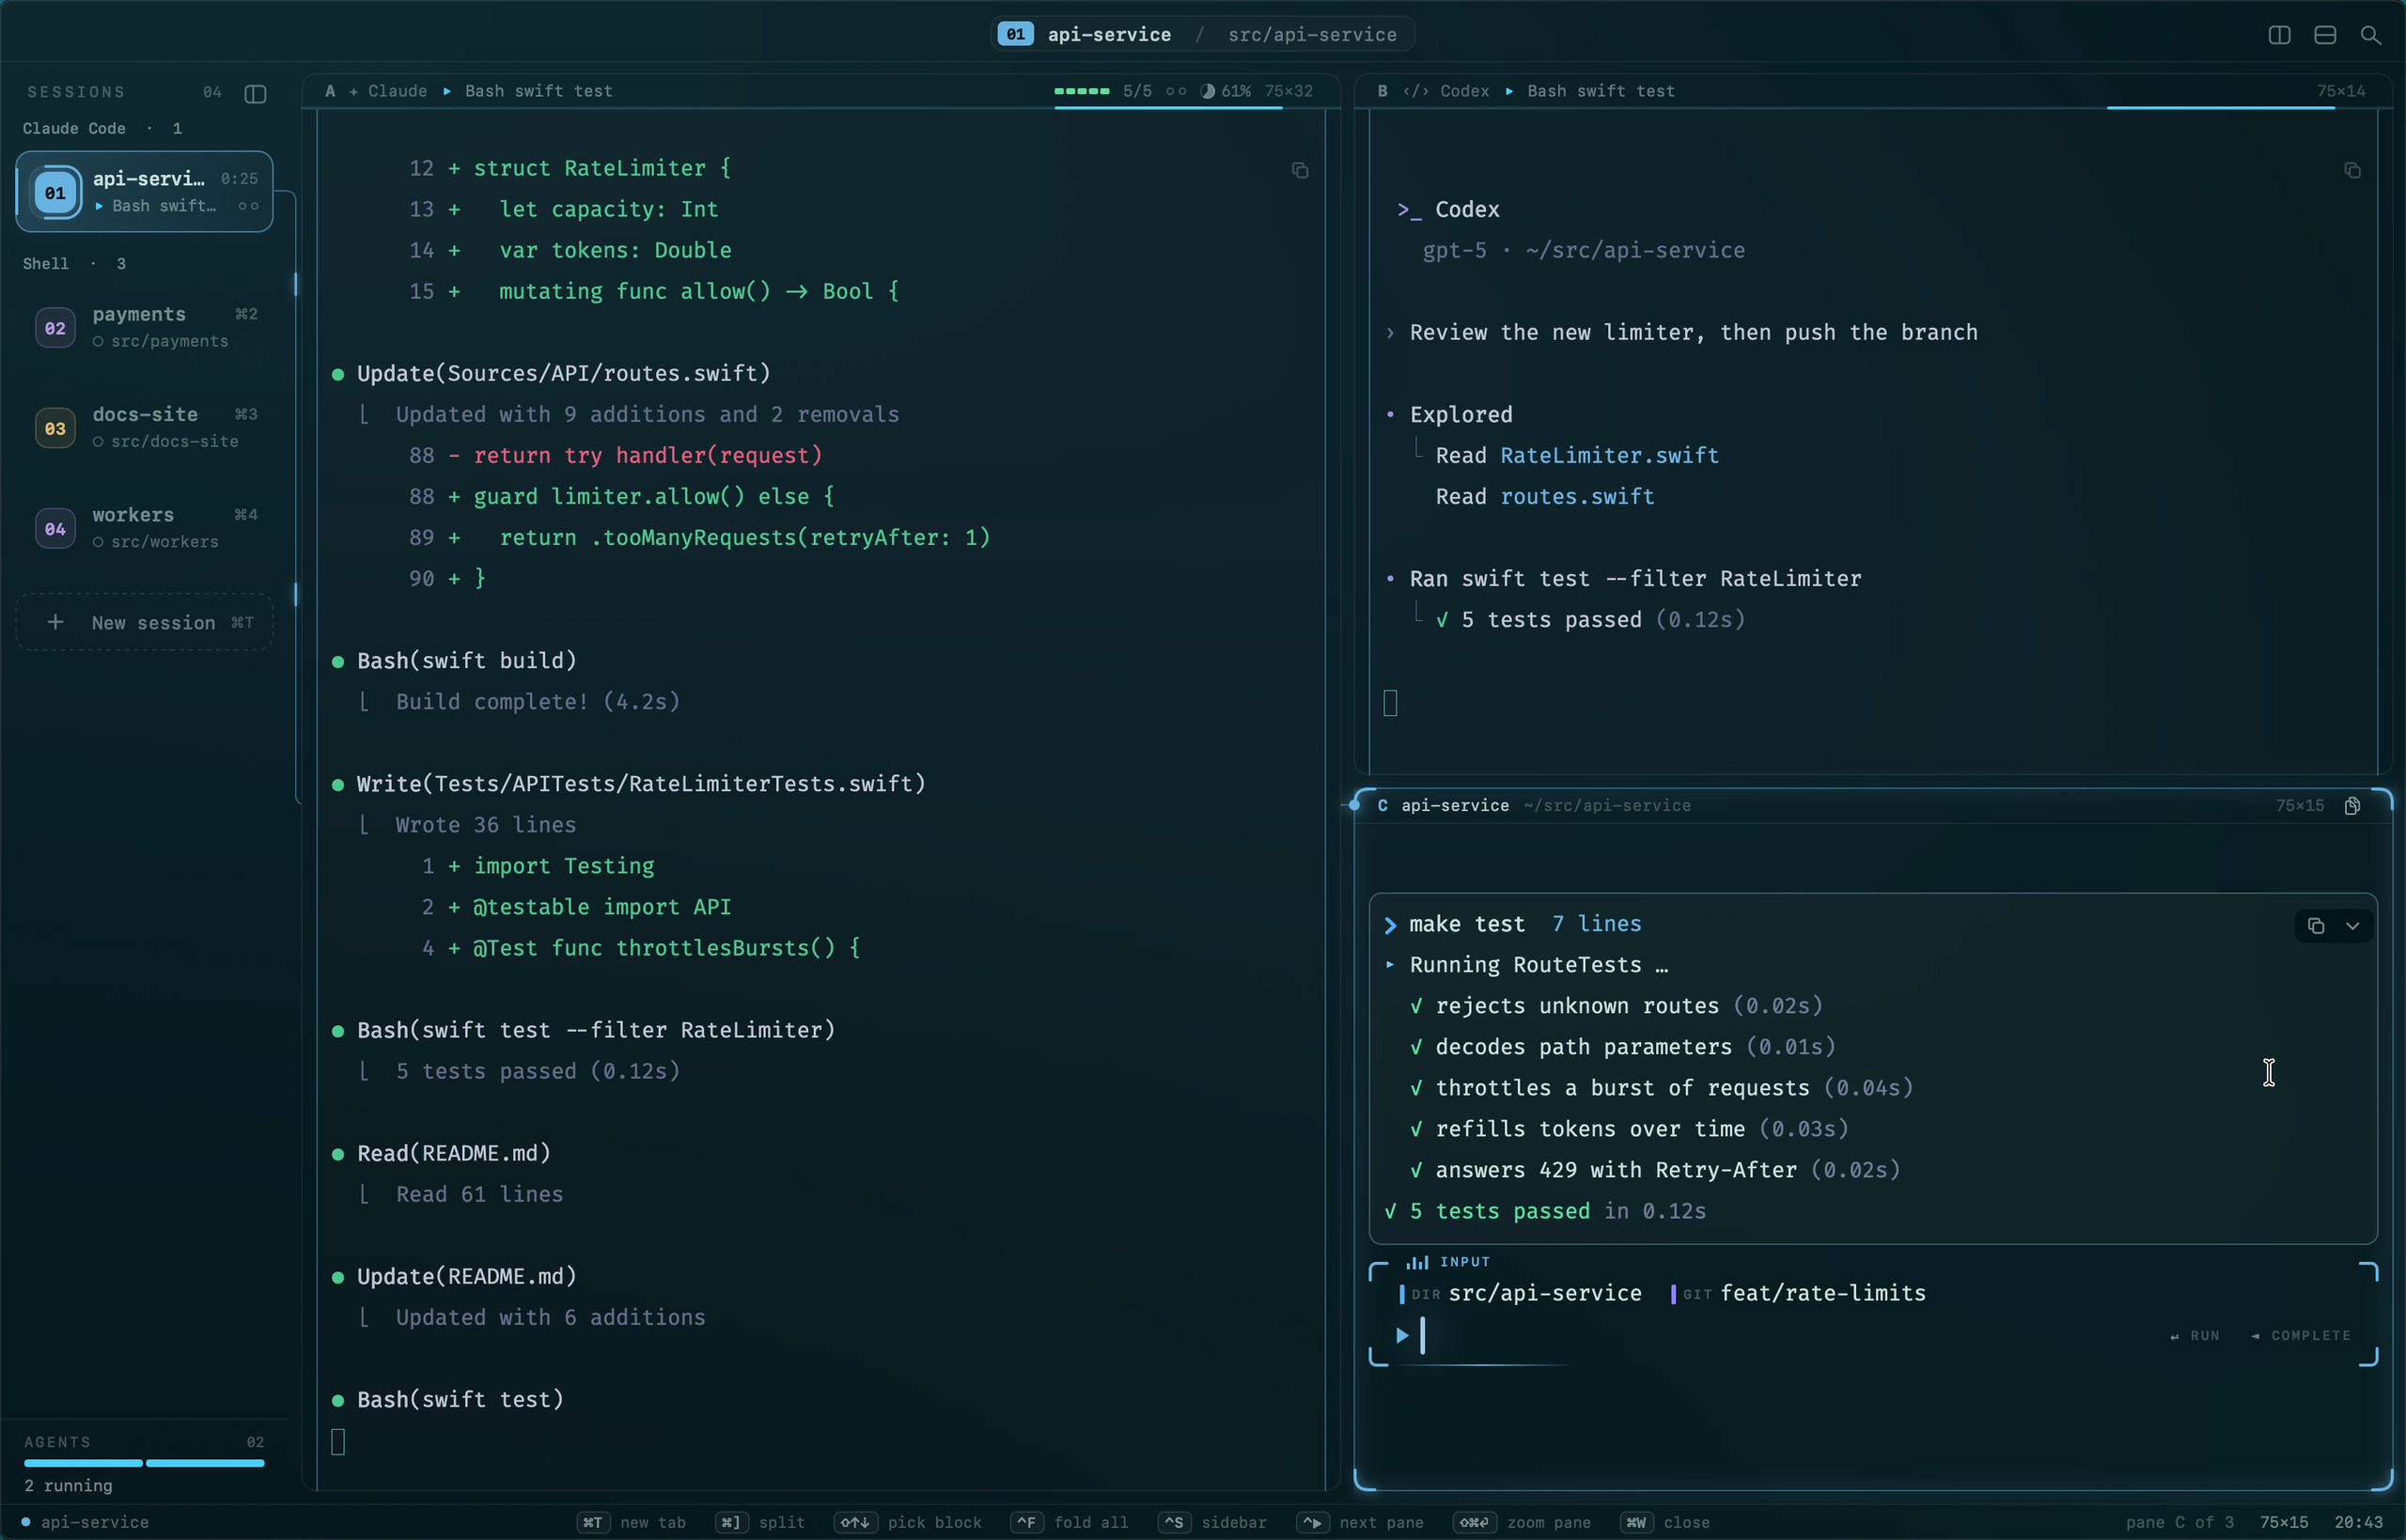 01 api-service / src/api-service
SESSIONS 04
Claude Code · 1
01 api-servi… 0:25
▸ Bash swift…
Shell · 3
02 payments ⌘2
src/payments
03 docs-site ⌘3
src/docs-site
04 workers ⌘4
src/workers
+ New session ⌘T
AGENTS 02
2 running
A ✦ Claude ▸ Bash swift test 5/5 61% 75×32
12 + struct RateLimiter {
13 + let capacity: Int
14 + var tokens: Double
15 + mutating func allow() -> Bool {
Update(Sources/API/routes.swift)
⎣ Updated with 9 additions and 2 removals
88 - return try handler(request)
88 + guard limiter.allow() else {
89 + return .tooManyRequests(retryAfter: 1)
90 + }
Bash(swift build)
⎣ Build complete! (4.2s)
Write(Tests/APITests/RateLimiterTests.swift)
⎣ Wrote 36 lines
1 + import Testing
2 + @testable import API
4 + @Test func throttlesBursts() {
Bash(swift test --filter RateLimiter)
⎣ 5 tests passed (0.12s)
Read(README.md)
⎣ Read 61 lines
Update(README.md)
⎣ Updated with 6 additions
Bash(swift test)
B </> Codex ▸ Bash swift test 75×14
>_ Codex
gpt-5 · ~/src/api-service
› Review the new limiter, then push the branch
• Explored
└ Read RateLimiter.swift
Read routes.swift
• Ran swift test --filter RateLimiter
└ ✓ 5 tests passed (0.12s)
C api-service ~/src/api-service 75×15
❯ make test 7 lines
▸ Running RouteTests …
✓ rejects unknown routes (0.02s)
✓ decodes path parameters (0.01s)
✓ throttles a burst of requests (0.04s)
✓ refills tokens over time (0.03s)
✓ answers 429 with Retry-After (0.02s)
✓ 5 tests passed in 0.12s
INPUT
DIR src/api-service GIT feat/rate-limits
↵ RUN ⇥ COMPLETE
api-service ⌘T new tab ⌘] split ⇧↑↓ pick block ^F fold all ^S sidebar ^▸ next pane ⇧⌘↵ zoom pane ⌘W close pane C of 3 75×15 20:43